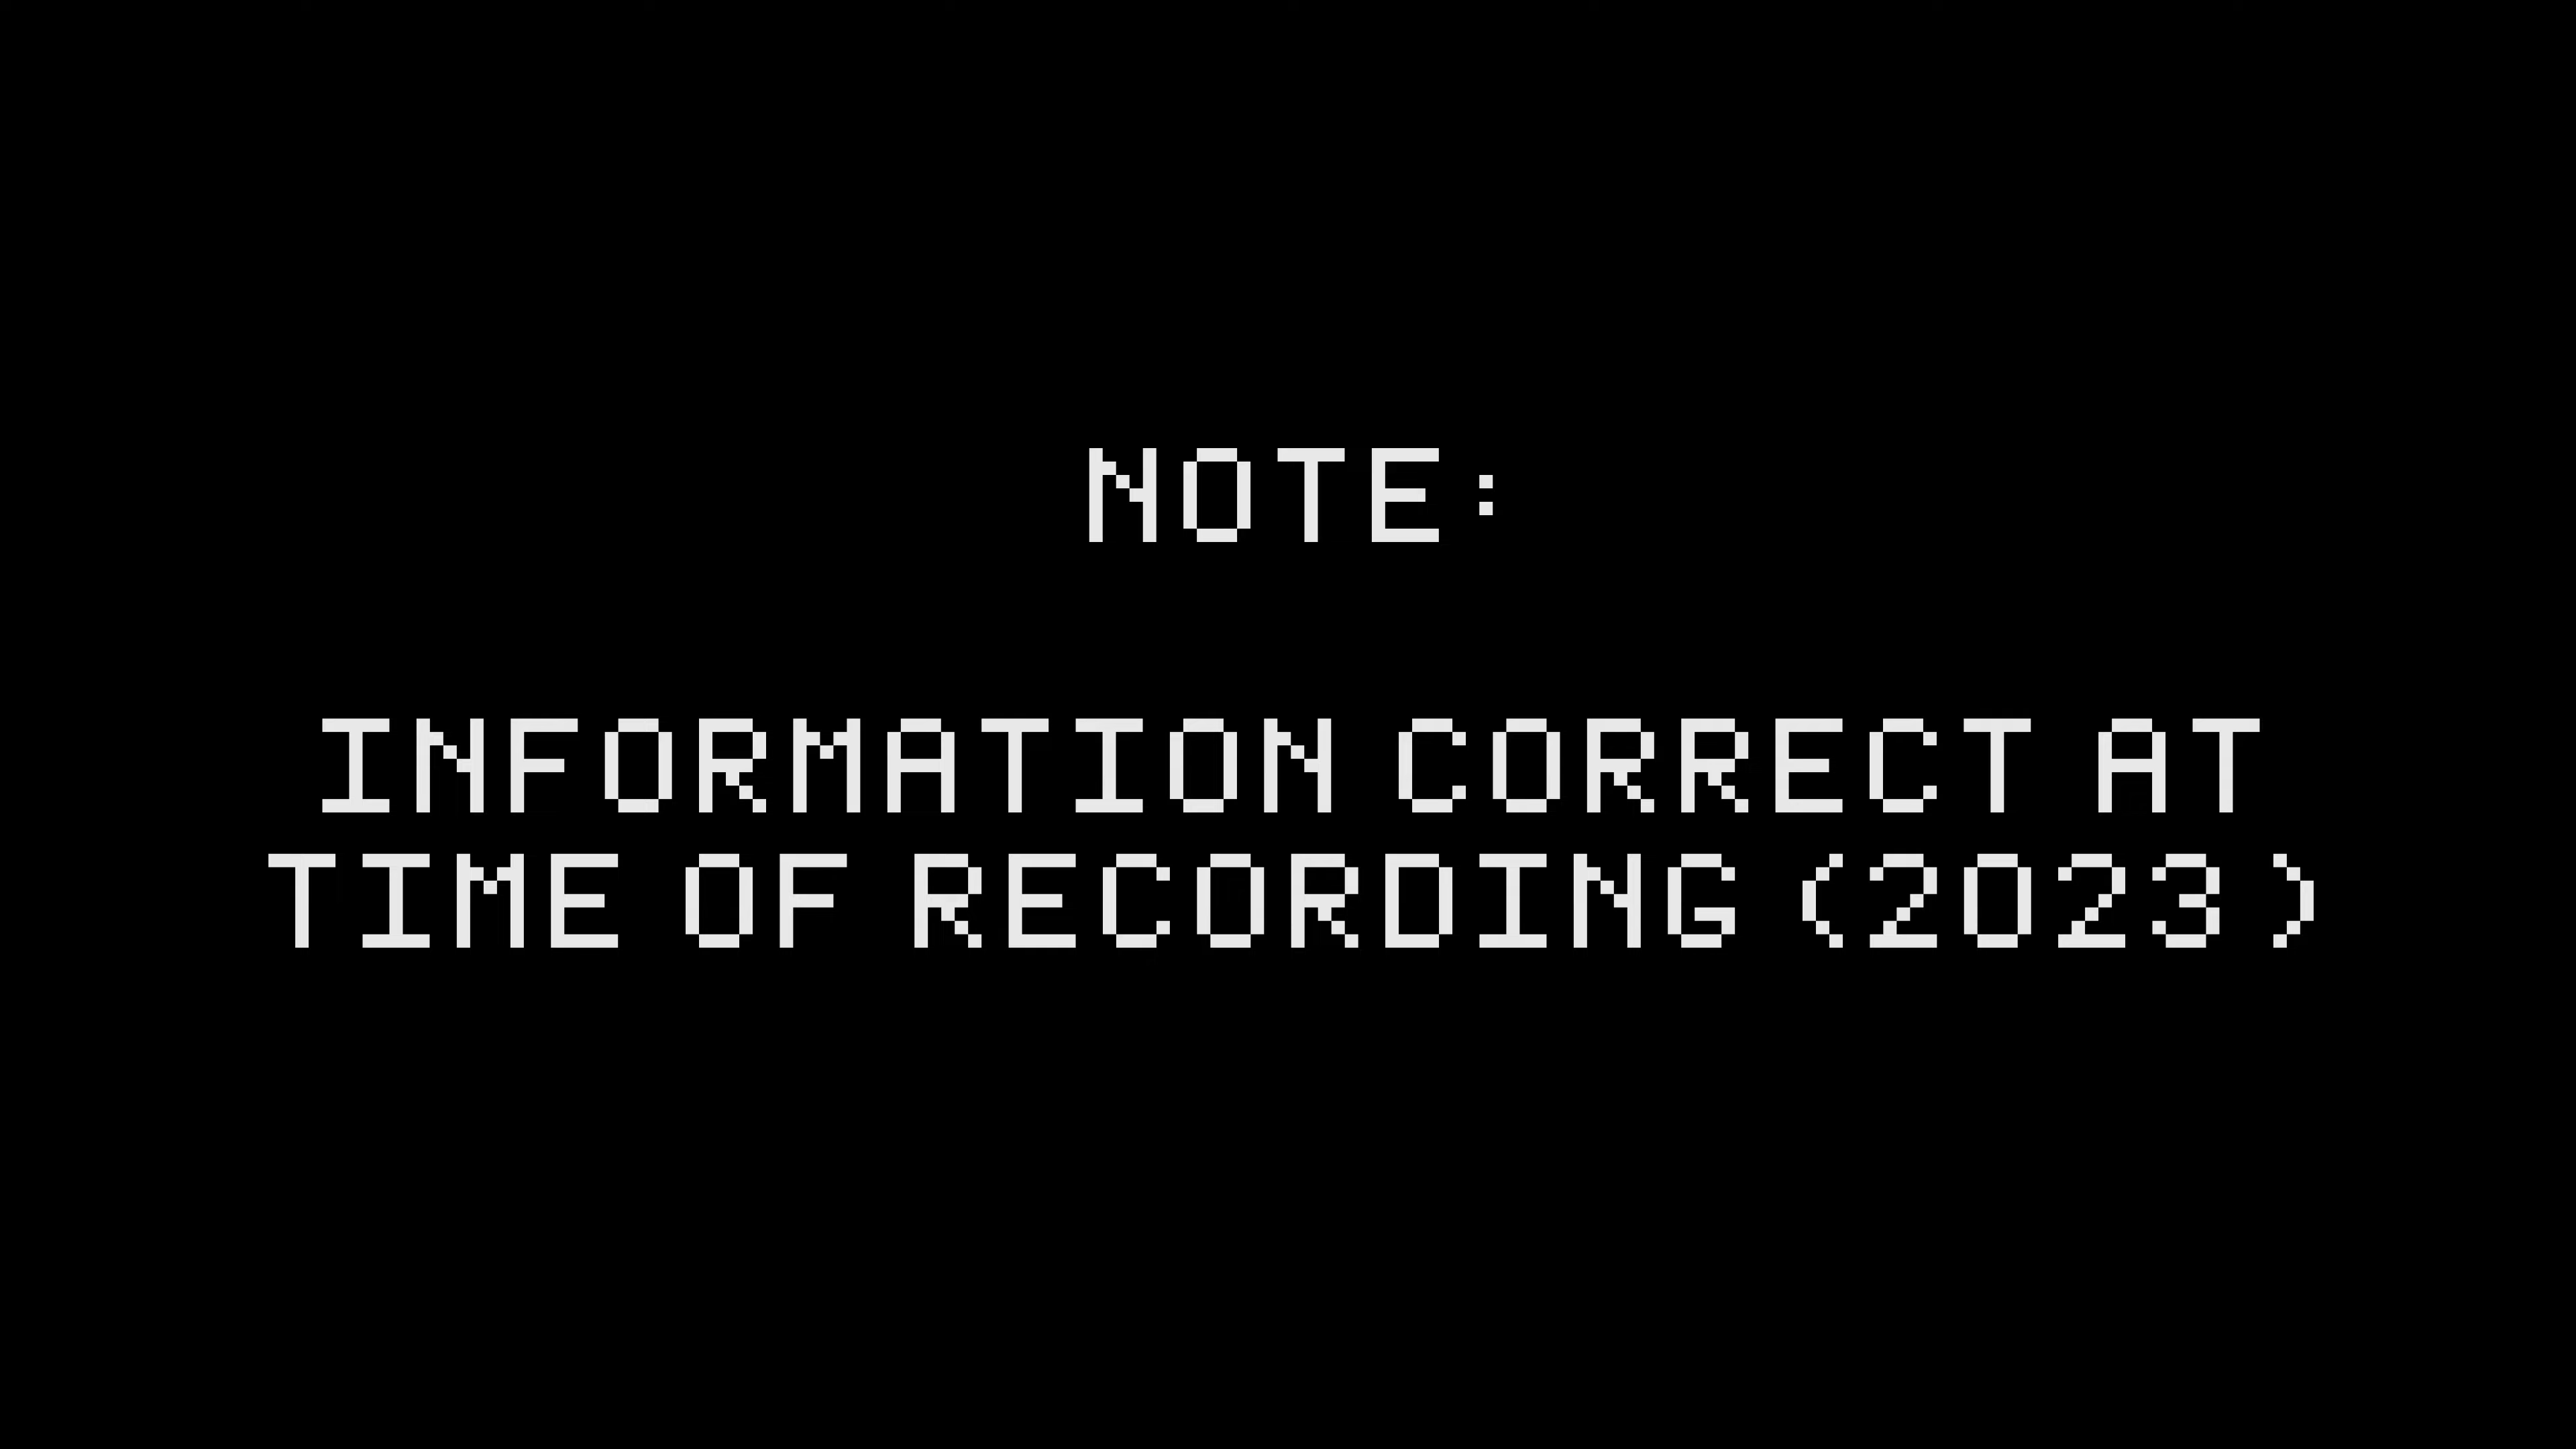 NOTE:
INFORMATION CORRECT AT
TIME OF RECORDING (2023)